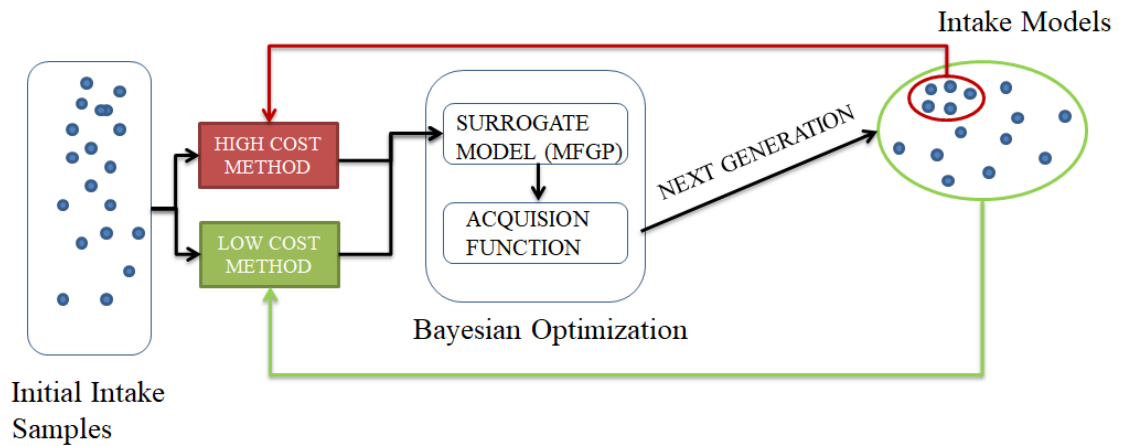 Intake Models
HIGH COST
METHOD
LOW COST
METHOD
SURROGATE
MODEL (MFGP)
ACQUISION
FUNCTION
NEXT GENERATION
Bayesian Optimization
Initial Intake
Samples